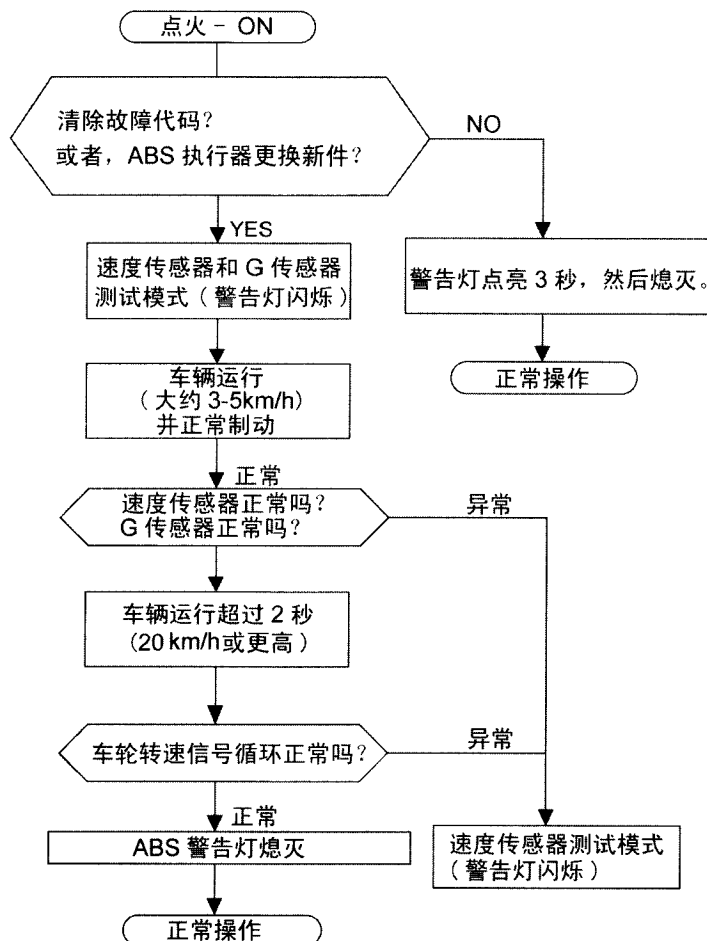 点火 - ON
清除故障代码?
或者，ABS 执行器更换新件?
NO
YES
速度传感器和 G 传感器
测试模式（警告灯闪烁）
警告灯点亮 3 秒，然后熄灭。
正常操作
车辆运行
（大约 3-5km/h）
并正常制动
正常
速度传感器正常吗?
G 传感器正常吗?
异常
车辆运行超过 2 秒
（20 km/h或更高）
车轮转速信号循环正常吗?
异常
正常
ABS 警告灯熄灭
速度传感器测试模式
（警告灯闪烁）
正常操作